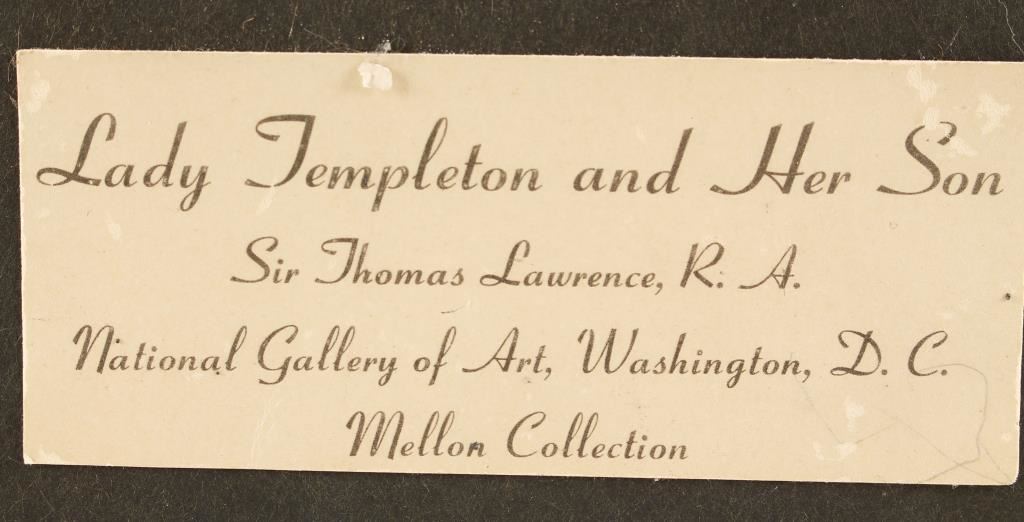 Lady Templeton and Her Son
Sir Thomas Lawrence, R. A.
National Gallery of Art, Washington, D. C.
Mellon Collection